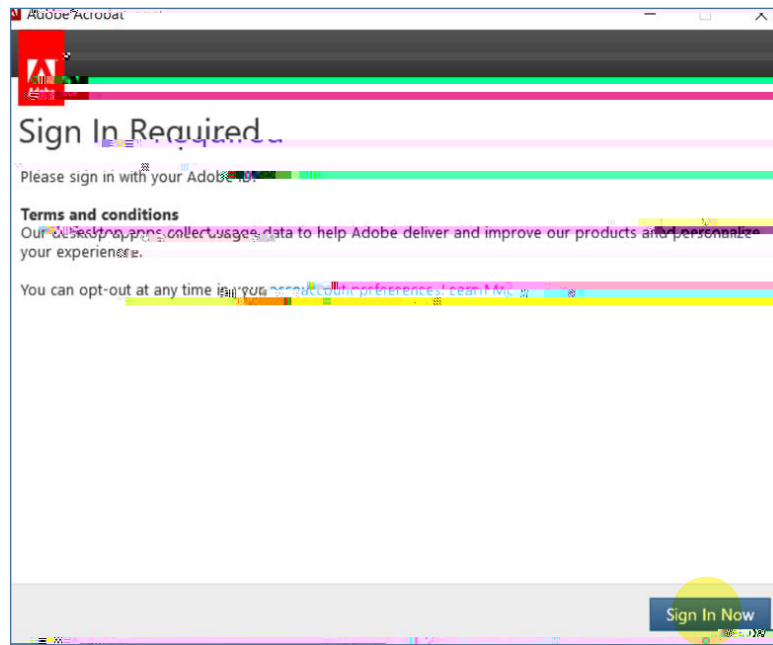 Adobe Acrobat
Adobe
Sign In Required
Please sign in with your Adobe ID.
Terms and conditions
Our desktop apps collect usage data to help Adobe deliver and improve our products and personalize
your experience.
You can opt-out at any time in your account preferences. Learn
Sign In Now